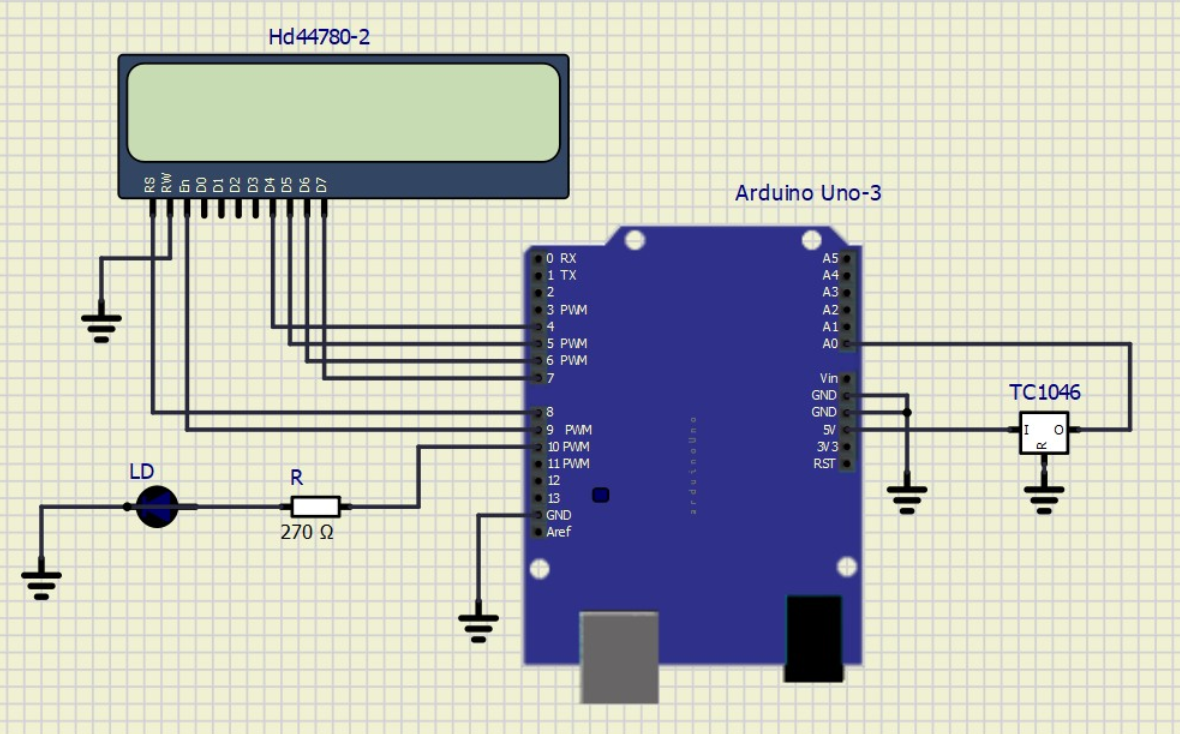 Hd44780-2
RS RW En D0 D1 D2 D3 D4 D5 D6 D7
Arduino Uno-3
0 RX
1 TX
2
3 PWM
4
5 PWM
6 PWM
7
8
9 PWM
10 PWM
11 PWM
12
13
GND
Aref
arduinoUno
A5
A4
A3
A2
A1
A0
Vin
GND
GND
5V
3V3
RST
TC1046
I O
R
LD
R
270 Ω